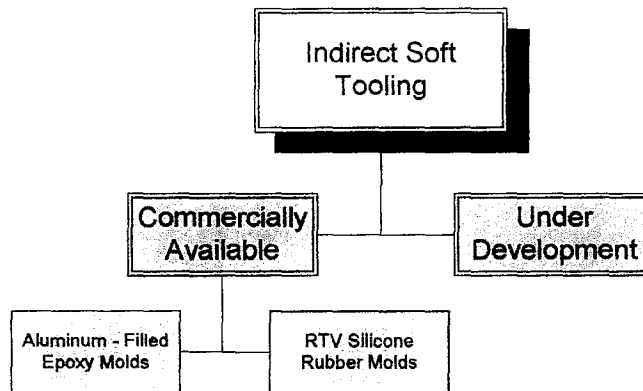 Indirect Soft
Tooling
Commercially
Available
Under
Development
Aluminum - Filled
Epoxy Molds
RTV Silicone
Rubber Molds